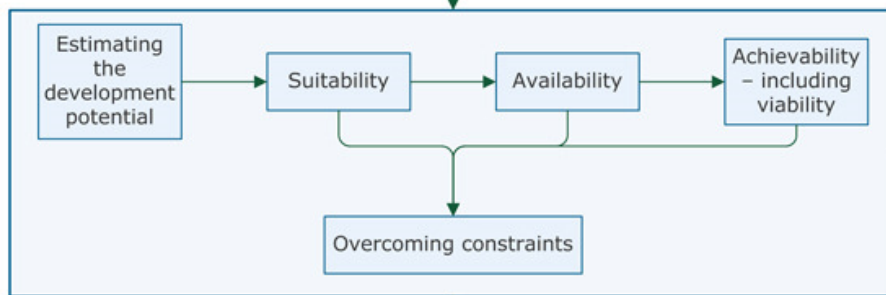 Estimating
the
development
potential
Suitability
Availability
Achievability
– including
viability
Overcoming constraints